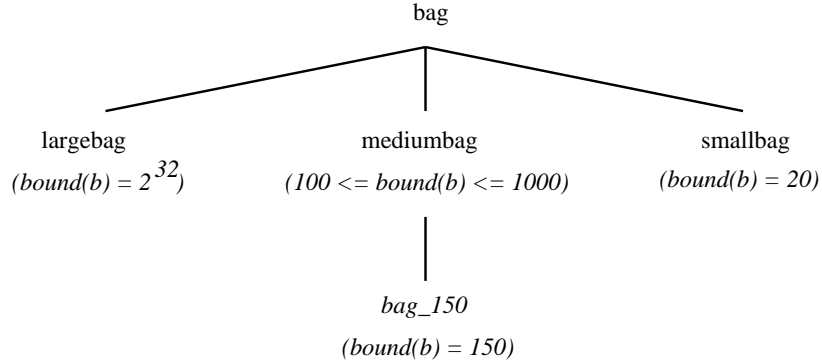 bag
largebag mediumbag smallbag
(bound(b) = 2^32) (100 <= bound(b) <= 1000) (bound(b) = 20)
bag_150
(bound(b) = 150)